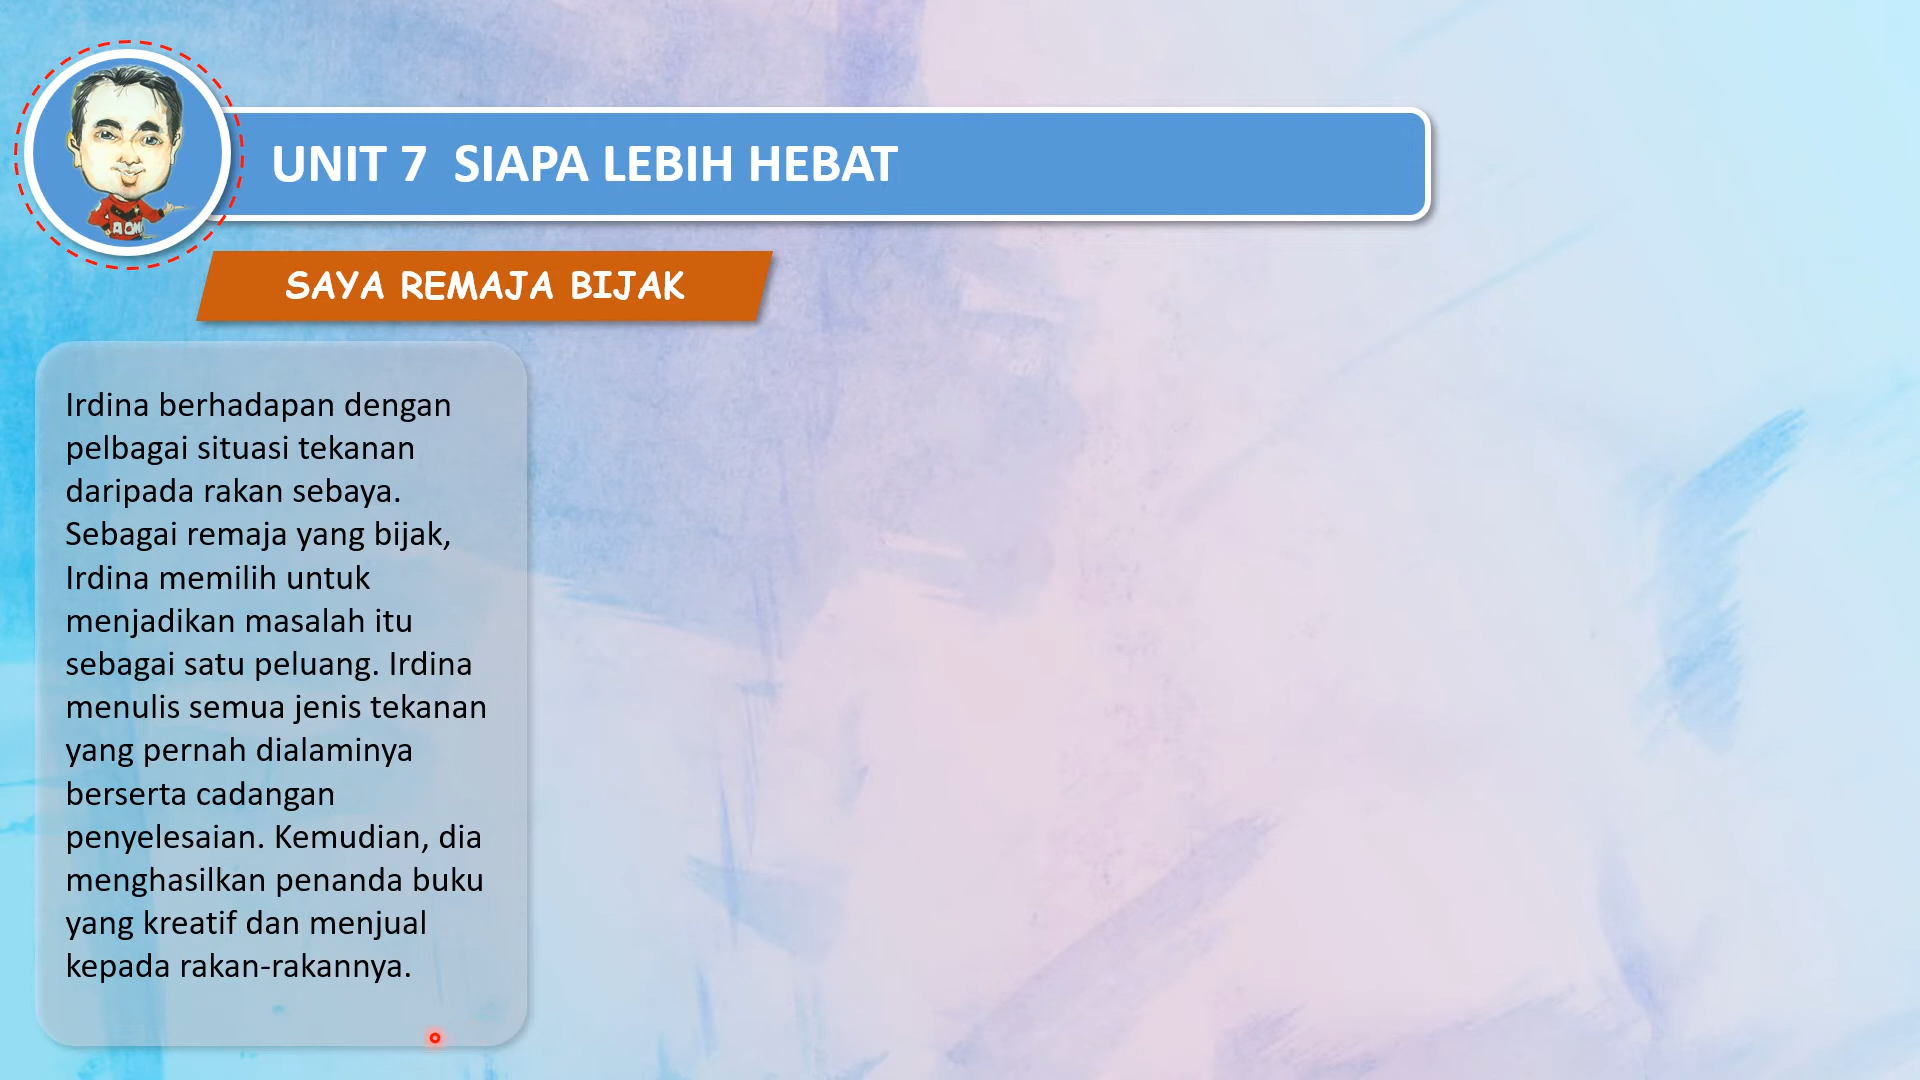 UNIT 7  SIAPA LEBIH HEBAT
SAYA REMAJA BIJAK
Irdina berhadapan dengan
pelbagai situasi tekanan
daripada rakan sebaya.
Sebagai remaja yang bijak,
Irdina memilih untuk
menjadikan masalah itu
sebagai satu peluang. Irdina
menulis semua jenis tekanan
yang pernah dialaminya
berserta cadangan
penyelesaian. Kemudian, dia
menghasilkan penanda buku
yang kreatif dan menjual
kepada rakan-rakannya.